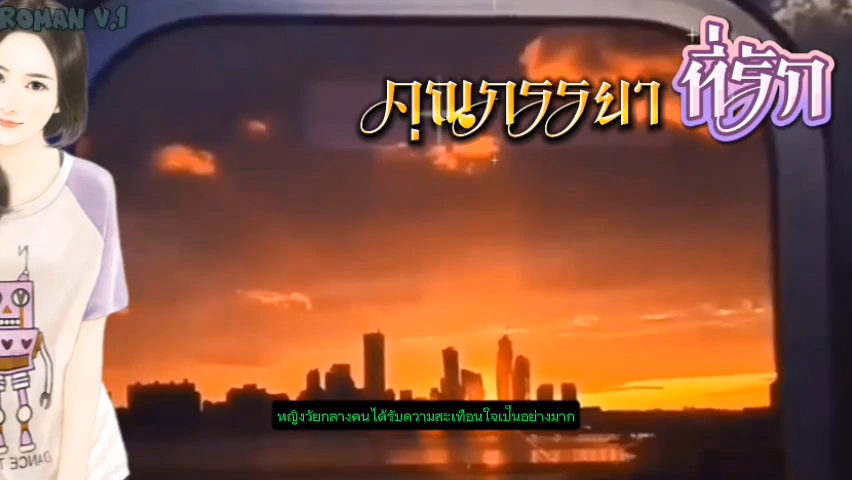 ROMAN V.1
คุณภรรยา ที่รัก
หญิงวัยกลางคนได้รับความสะเทือนใจเป็นอย่างมาก
N
DANCE T